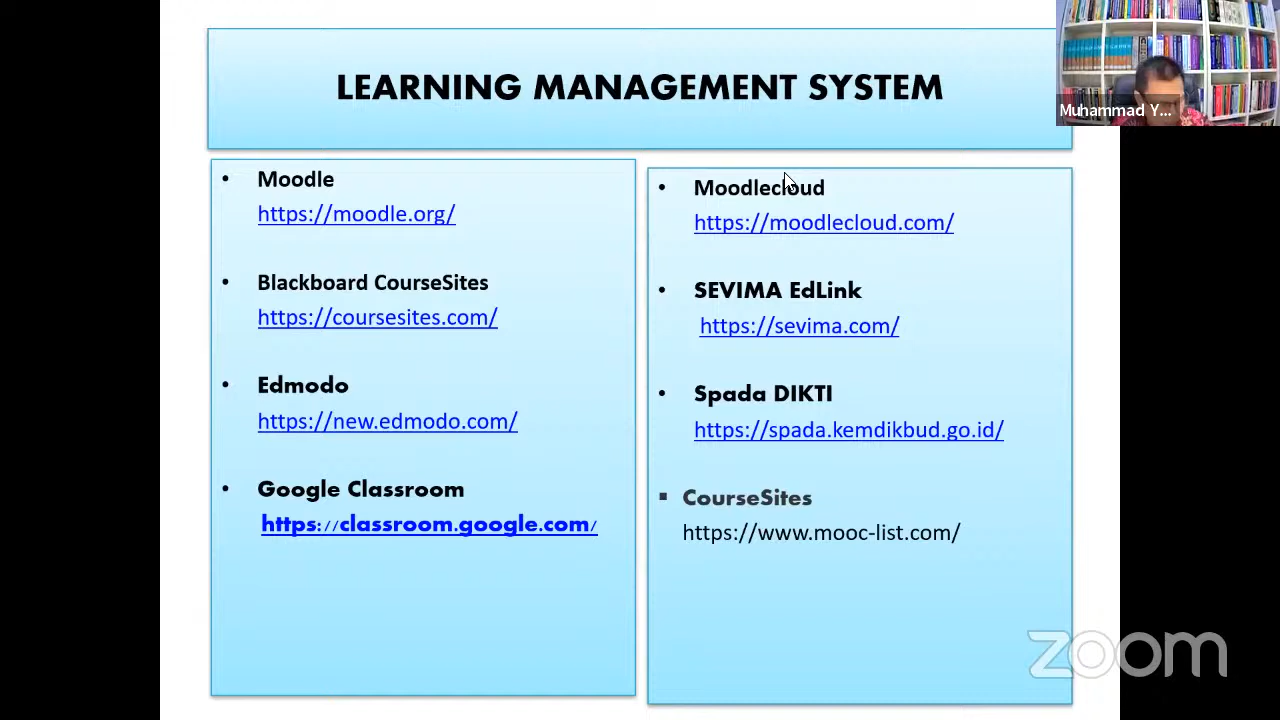 LEARNING MANAGEMENT SYSTEM
Muhammad Y...
• Moodle
https://moodle.org/
• Blackboard CourseSites
https://coursesites.com/
• Edmodo
https://new.edmodo.com/
• Google Classroom
https://classroom.google.com/
• Moodlecloud
https://moodlecloud.com/
• SEVIMA EdLink
https://sevima.com/
• Spada DIKTI
https://spada.kemdikbud.go.id/
▪ CourseSites
https://www.mooc-list.com/
zoom